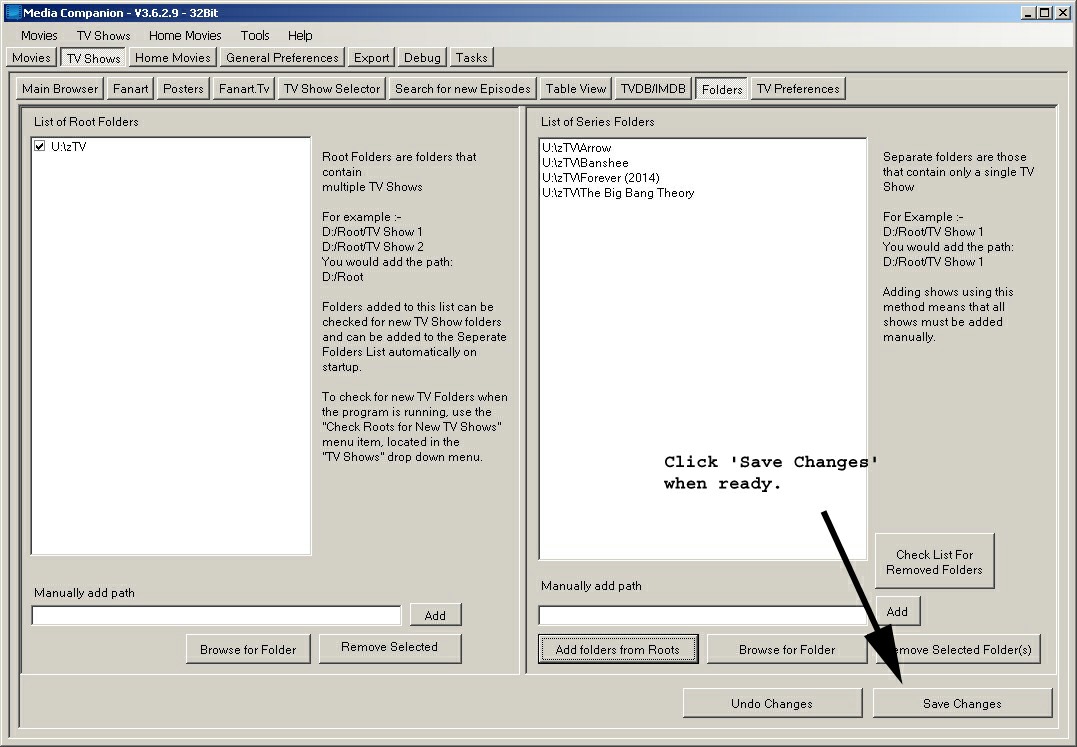 Media Companion - V3.6.2.9 - 32Bit
Movies TV Shows Home Movies Tools Help
Movies TV Shows Home Movies General Preferences Export Debug Tasks
Main Browser Fanart Posters Fanart.Tv TV Show Selector Search for new Episodes Table View TVDB/IMDB Folders TV Preferences
List of Root Folders
U:\zTV
Root Folders are folders that
contain
multiple TV Shows
For example :-
D:/Root/TV Show 1
D:/Root/TV Show 2
You would add the path:
D:/Root
Folders added to this list can be
checked for new TV Show folders
and can be added to the Seperate
Folders List automatically on
startup.
To check for new TV Folders when
the program is running, use the
"Check Roots for New TV Shows"
menu item, located in the
"TV Shows" drop down menu.
Manually add path
Add
Browse for Folder
Remove Selected
List of Series Folders
U:\zTV\Arrow
U:\zTV\Banshee
U:\zTV\Forever (2014)
U:\zTV\The Big Bang Theory
Separate folders are those
that contain only a single TV
Show
For Example :-
D:/Root/TV Show 1
You would add the path:
D:/Root/TV Show 1
Adding shows using this
method means that all
shows must be added
manually.
Click 'Save Changes'
when ready.
Check List For
Removed Folders
Manually add path
Add
Add folders from Roots
Browse for Folder
Remove Selected Folder(s)
Undo Changes
Save Changes